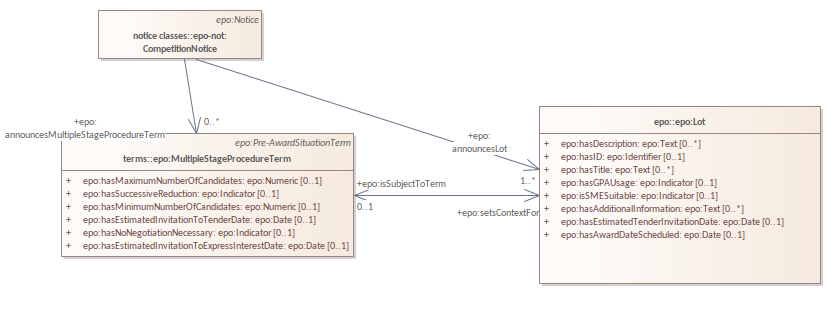 epo:Notice
notice classes::epo-not:
CompetitionNotice
+epo:
announcesMultipleStageProcedureTerm
0..*
+epo:
announcesLot
1..*
epo:Pre-AwardSituationTerm
terms::epo:MultipleStageProcedureTerm
+ epo:hasMaximumNumberOfCandidates: epo:Numeric [0..1]
+ epo:hasSuccessiveReduction: epo:Indicator [0..1]
+ epo:hasMinimumNumberOfCandidates: epo:Numeric [0..1]
+ epo:hasEstimatedInvitationToTenderDate: epo:Date [0..1]
+ epo:hasNoNegotiationNecessary: epo:Indicator [0..1]
+ epo:hasEstimatedInvitationToExpressInterestDate: epo:Date [0..1]
+epo:isSubjectToTerm
0..1
+epo:setsContextFor
epo::epo:Lot
+ epo:hasDescription: epo:Text [0..*]
+ epo:hasID: epo:Identifier [0..1]
+ epo:hasTitle: epo:Text [0..*]
+ epo:hasGPAUsage: epo:Indicator [0..1]
+ epo:isSMESuitable: epo:Indicator [0..1]
+ epo:hasAdditionalInformation: epo:Text [0..*]
+ epo:hasEstimatedTenderInvitationDate: epo:Date [0..1]
+ epo:hasAwardDateScheduled: epo:Date [0..1]